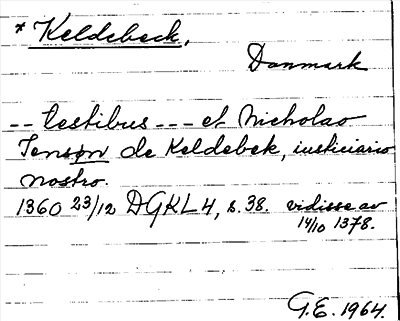 * Keldebeck,
Danmark
-- testibus --- et Nicholao
Jensøn de Keldebek, iusticiario
nostro.
1360 23/12 DGKL 4, s. 38. vidisse av
14/10 1378.
G.E. 1964.